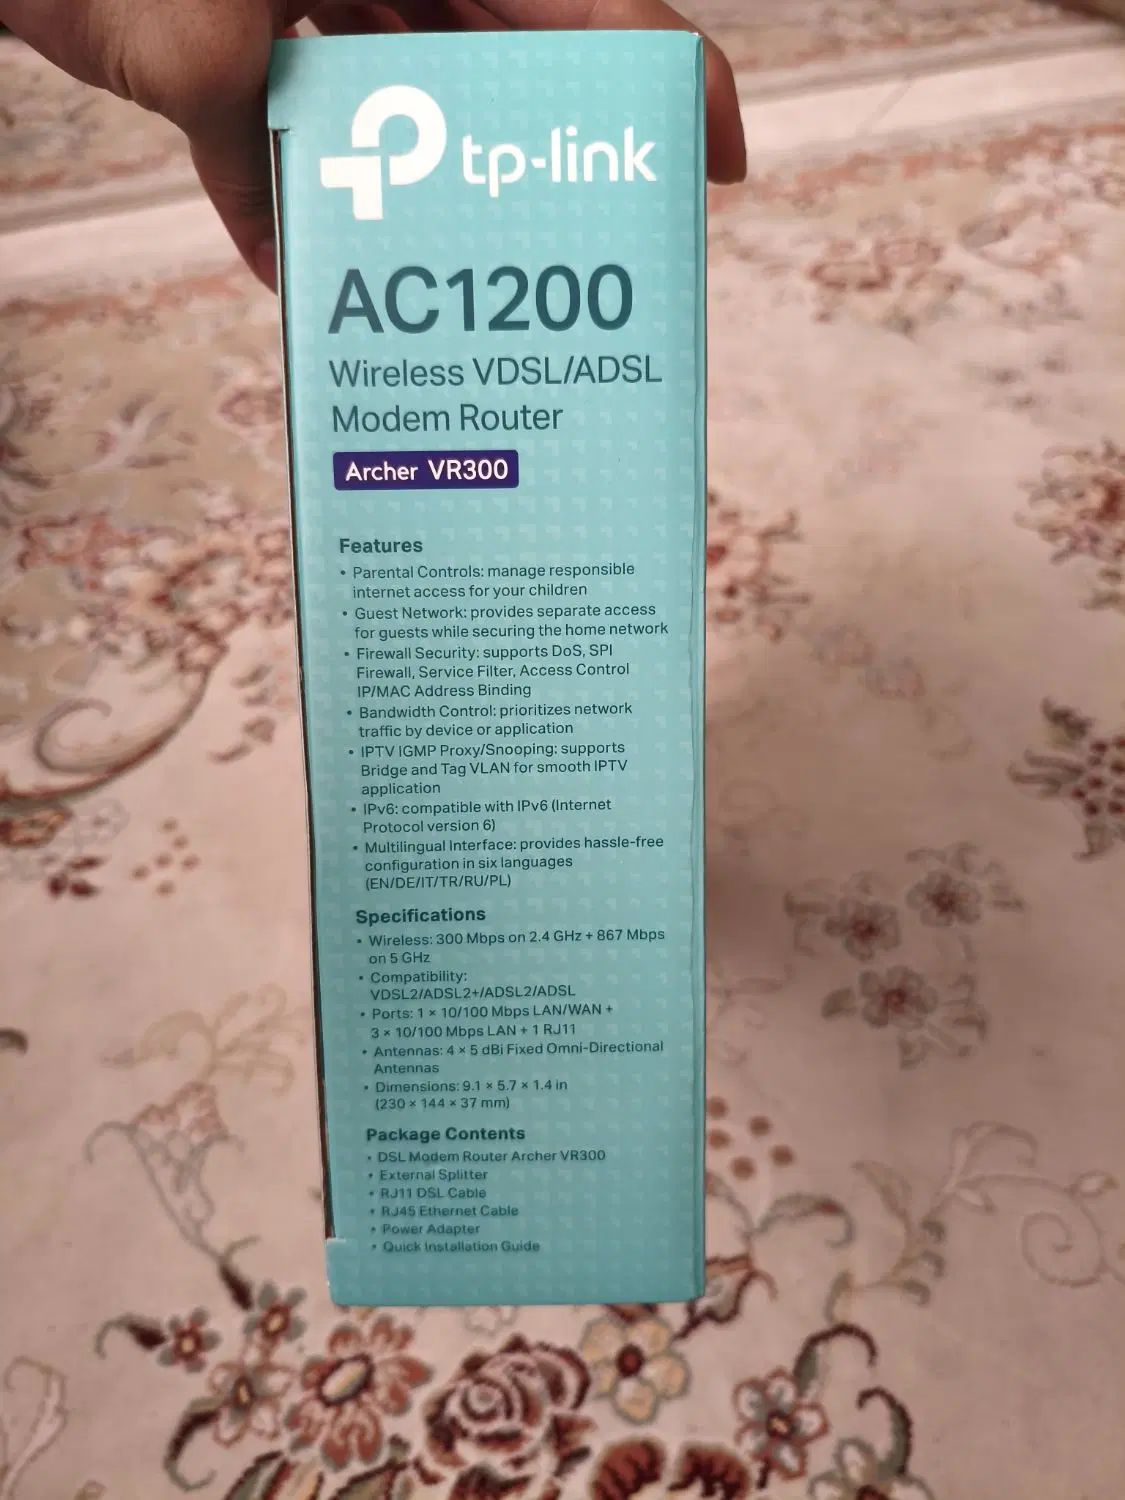 tp-link
AC1200
Wireless VDSL/ADSL
Modem Router
Archer VR300
Features
• Parental Controls: manage responsible
internet access for your children
• Guest Network: provides separate access
for guests while securing the home network
• Firewall Security: supports DoS, SPI
Firewall, Service Filter, Access Control
IP/MAC Address Binding
• Bandwidth Control: prioritizes network
traffic by device or application
• IPTV IGMP Proxy/Snooping: supports
Bridge and Tag VLAN for smooth IPTV
application
• IPv6: compatible with IPv6 (Internet
Protocol version 6)
• Multilingual Interface: provides hassle-free
configuration in six languages
(EN/DE/IT/TR/RU/PL)
Specifications
• Wireless: 300 Mbps on 2.4 GHz + 867 Mbps
on 5 GHz
• Compatibility:
VDSL2/ADSL2+/ADSL2/ADSL
• Ports: 1 × 10/100 Mbps LAN/WAN +
3 × 10/100 Mbps LAN + 1 RJ11
• Antennas: 4 × 5 dBi Fixed Omni-Directional
Antennas
• Dimensions: 9.1 × 5.7 × 1.4 in
(230 × 144 × 37 mm)
Package Contents
• DSL Modem Router Archer VR300
• External Splitter
• RJ11 DSL Cable
• RJ45 Ethernet Cable
• Power Adapter
• Quick Installation Guide